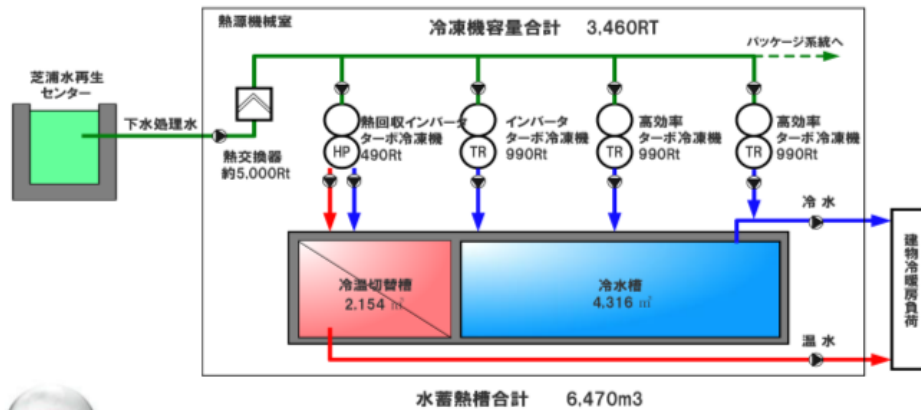 熱源機械室
冷凍機容量合計 3,460RT
パッケージ系統へ
芝浦水再生
センター
下水処理水
熱交換器
約5,000Rt
熱回収インバータ
ターボ冷凍機
490Rt
HP
インバータ
ターボ冷凍機
990Rt
TR
高効率
ターボ冷凍機
990Rt
TR
高効率
ターボ冷凍機
990Rt
TR
冷水
冷温切替槽
2.154 ㎥
冷水槽
4.316 ㎥
建物冷暖房負荷
温水
水蓄熱槽合計 6,470m3